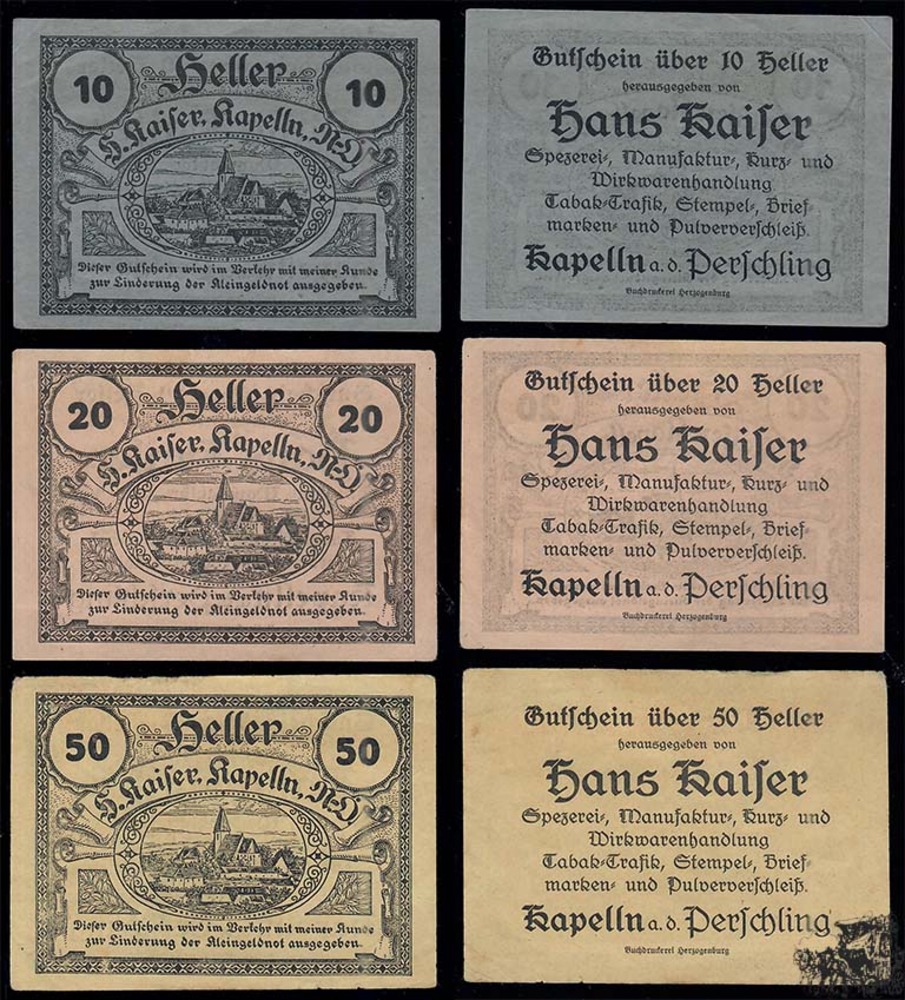 10 Heller 10
H. Kaiser, Kapelln, N-Ö
Dieser Gutschein wird im Verkehr mit meiner Kunde
zur Linderung der Kleingeldnot ausgegeben.
Gutschein über 10 Heller
herausgegeben von
Hans Kaiser
Spezerei-, Manufaktur-, Kurz- und
Wirkwarenhandlung
Tabak-Trafik, Stempel-, Brief-
marken- und Pulververschleiß.
Kapelln a. d. Perschling
Buchdruckerei Herzogenburg
20 Heller 20
H. Kaiser, Kapelln, N-Ö
Dieser Gutschein wird im Verkehr mit meiner Kunde
zur Linderung der Kleingeldnot ausgegeben.
Gutschein über 20 Heller
herausgegeben von
Hans Kaiser
Spezerei-, Manufaktur-, Kurz- und
Wirkwarenhandlung
Tabak-Trafik, Stempel-, Brief-
marken- und Pulververschleiß.
Kapelln a. d. Perschling
Buchdruckerei Herzogenburg
50 Heller 50
H. Kaiser, Kapelln, N-Ö
Dieser Gutschein wird im Verkehr mit meiner Kunde
zur Linderung der Kleingeldnot ausgegeben.
Gutschein über 50 Heller
herausgegeben von
Hans Kaiser
Spezerei-, Manufaktur-, Kurz- und
Wirkwarenhandlung
Tabak-Trafik, Stempel-, Brief-
marken- und Pulververschleiß.
Kapelln a. d. Perschling
Buchdruckerei Herzogenburg